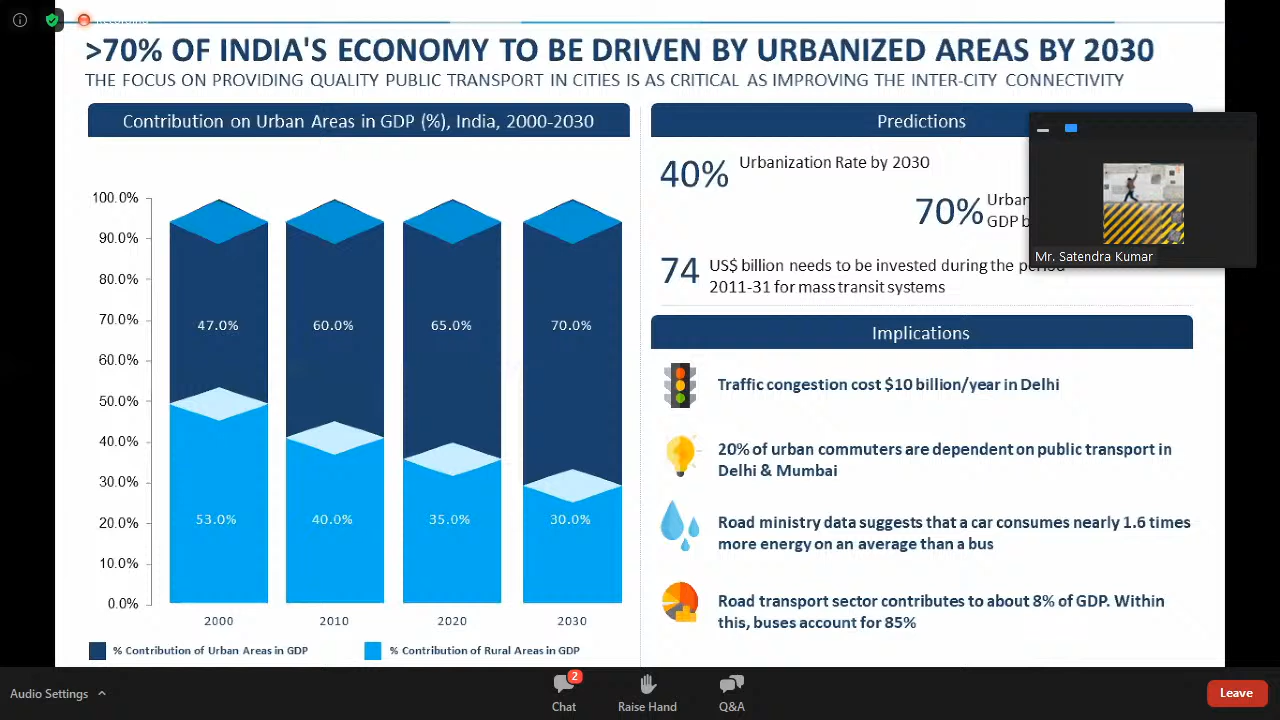 >70% OF INDIA'S ECONOMY TO BE DRIVEN BY URBANIZED AREAS BY 2030
THE FOCUS ON PROVIDING QUALITY PUBLIC TRANSPORT IN CITIES IS AS CRITICAL AS IMPROVING THE INTER-CITY CONNECTIVITY
Contribution on Urban Areas in GDP (%), India, 2000-2030
100.0%
90.0%
80.0%
70.0%
60.0%
50.0%
40.0%
30.0%
20.0%
10.0%
0.0%
47.0% 60.0% 65.0% 70.0%
53.0% 40.0% 35.0% 30.0%
2000 2010 2020 2030
% Contribution of Urban Areas in GDP % Contribution of Rural Areas in GDP
Predictions
40% Urbanization Rate by 2030
70%
GDP
74 US$ billion needs to be invested during the period
2011-31 for mass transit systems
Mr. Satendra Kumar
Implications
Traffic congestion cost $10 billion/year in Delhi
20% of urban commuters are dependent on public transport in
Delhi & Mumbai
Road ministry data suggests that a car consumes nearly 1.6 times
more energy on an average than a bus
Road transport sector contributes to about 8% of GDP. Within
this, buses account for 85%
Audio Settings
2
Chat
Raise Hand
Q&A
Leave